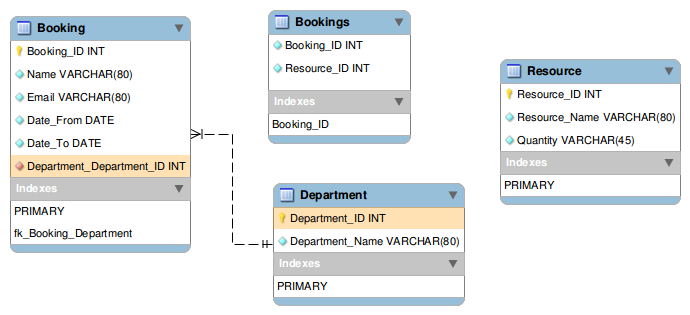 Booking
Booking_ID INT
Name VARCHAR(80)
Email VARCHAR(80)
Date_From DATE
Date_To DATE
Department_Department_ID INT
Indexes
PRIMARY
fk_Booking_Department
Bookings
Booking_ID INT
Resource_ID INT
Indexes
Booking_ID
Department
Department_ID INT
Department_Name VARCHAR(80)
Indexes
PRIMARY
Resource
Resource_ID INT
Resource_Name VARCHAR(80)
Quantity VARCHAR(45)
Indexes
PRIMARY